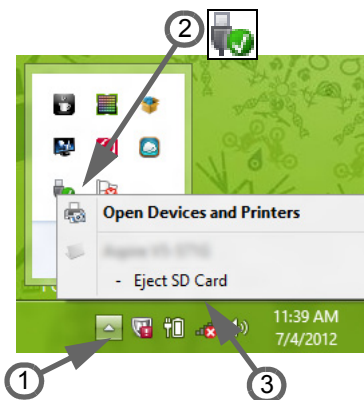 2
Open Devices and Printers
- Eject SD Card
11:39 AM
7/4/2012
1
3